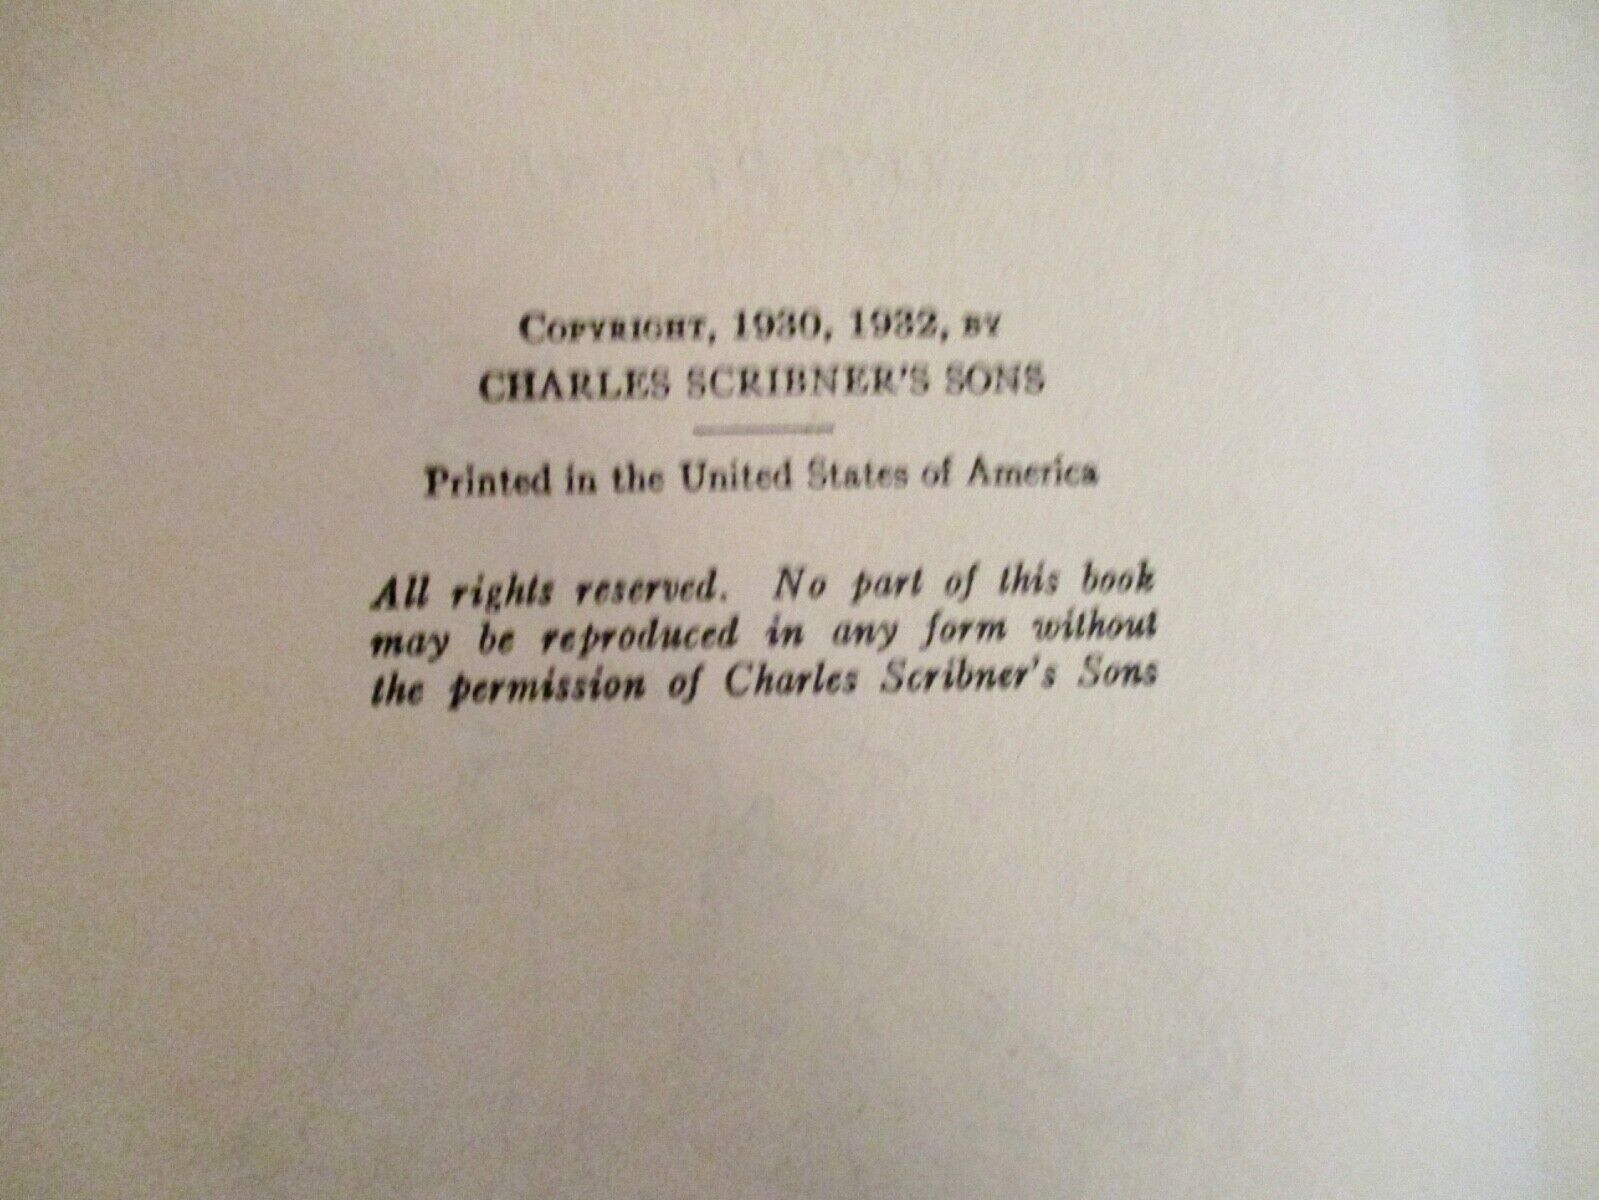 COPYRIGHT, 1930, 1932, BY
CHARLES SCRIBNER'S SONS
Printed in the United States of America
All rights reserved. No part of this book
may be reproduced in any form without
the permission of Charles Scribner's Sons